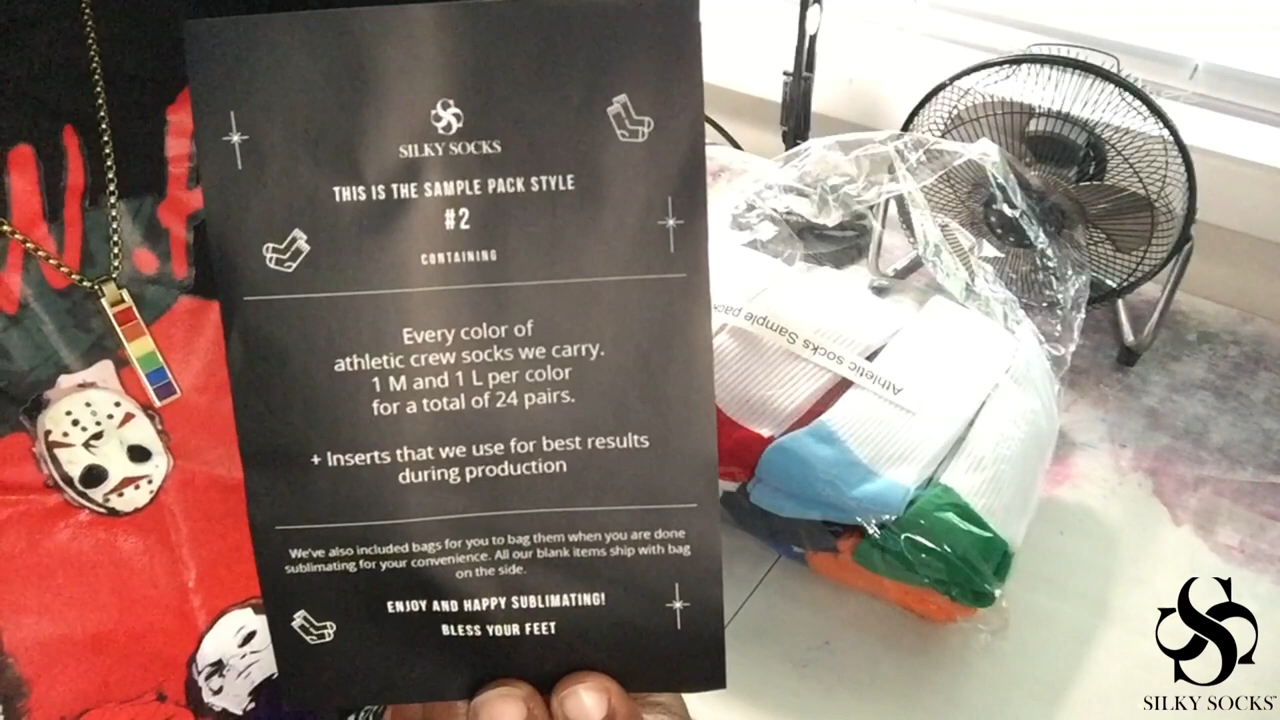 SILKY SOCKS
THIS IS THE SAMPLE PACK STYLE
#2
CONTAINING
Every color of
athletic crew socks we carry.
1 M and 1 L per color
for a total of 24 pairs.
+ Inserts that we use for best results
during production
We've also included bags for you to bag them when you are done
sublimating for your convenience. All our blank items ship with bag
on the side.
ENJOY AND HAPPY SUBLIMATING!
BLESS YOUR FEET
Athletic socks Sample pack
SILKY SOCKS